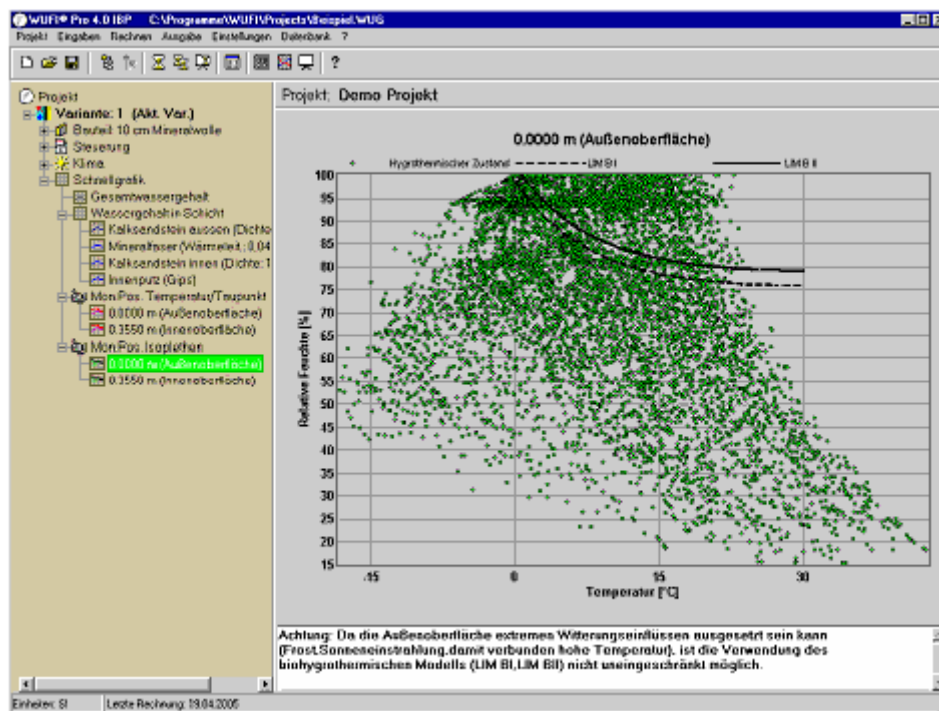 WUFI® Pro 4.0 IBP C:\Programme\WUFI\Projects\Beispiel.WUG
Projekt Eingaben Rechnen Ausgabe Einstellungen Datenbank ?
Projekt
Variante: 1 (Akt. Var.)
Bauteil: 10 cm Mineralwolle
Steuerung
Klima
Schnellgrafik
Gesamtwassergehalt
Wassergehalt in Schicht
Kalksandstein aussen (Dichte
Mineralfaser (Wärmeleit.: 0,04
Kalksandstein innen (Dichte: 1
Innenputz (Gips)
Mon.Pos. Temperatur/Taupunkt
0.0000 m (Außenoberfläche)
0.3550 m (Innenoberfläche)
Mon.Pos. Isoplethen
0.0000 m (Außenoberfläche)
0.3550 m (Innenoberfläche)
Projekt: Demo Projekt
0.0000 m (Außenoberfläche)
Hygrothermischer Zustand LIM B I LIM B II
100
95
90
85
80
75
70
65
60
55
50
45
40
35
30
25
20
15
Relative Feuchte [%]
-15 0 15 30
Temperatur [°C]
Achtung: Da die Außenoberfläche extremen Witterungseinflüssen ausgesetzt sein kann
(Frost,Sonneneinstrahlung,damit verbunden hohe Temperatur), ist die Verwendung des
biohygrothermischen Modells (LIM BI,LIM BII) nicht uneingeschränkt möglich.
Einheiten: SI Letzte Rechnung: 19.04.2005